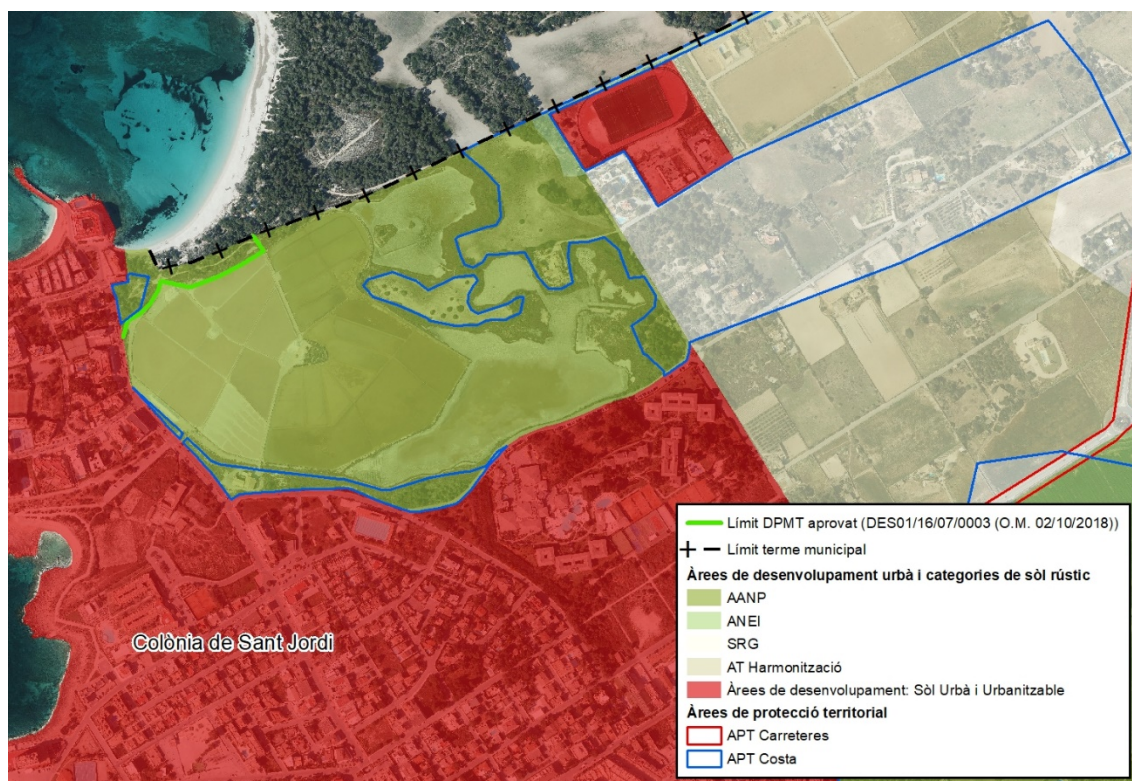 Colònia de Sant Jordi
Límit DPMT aprovat (DES01/16/07/0003 (O.M. 02/10/2018))
Límit terme municipal
Àrees de desenvolupament urbà i categories de sòl rústic
AANP
ANEI
SRG
AT Harmonització
Àrees de desenvolupament: Sòl Urbà i Urbanitzable
Àrees de protecció territorial
APT Carreteres
APT Costa